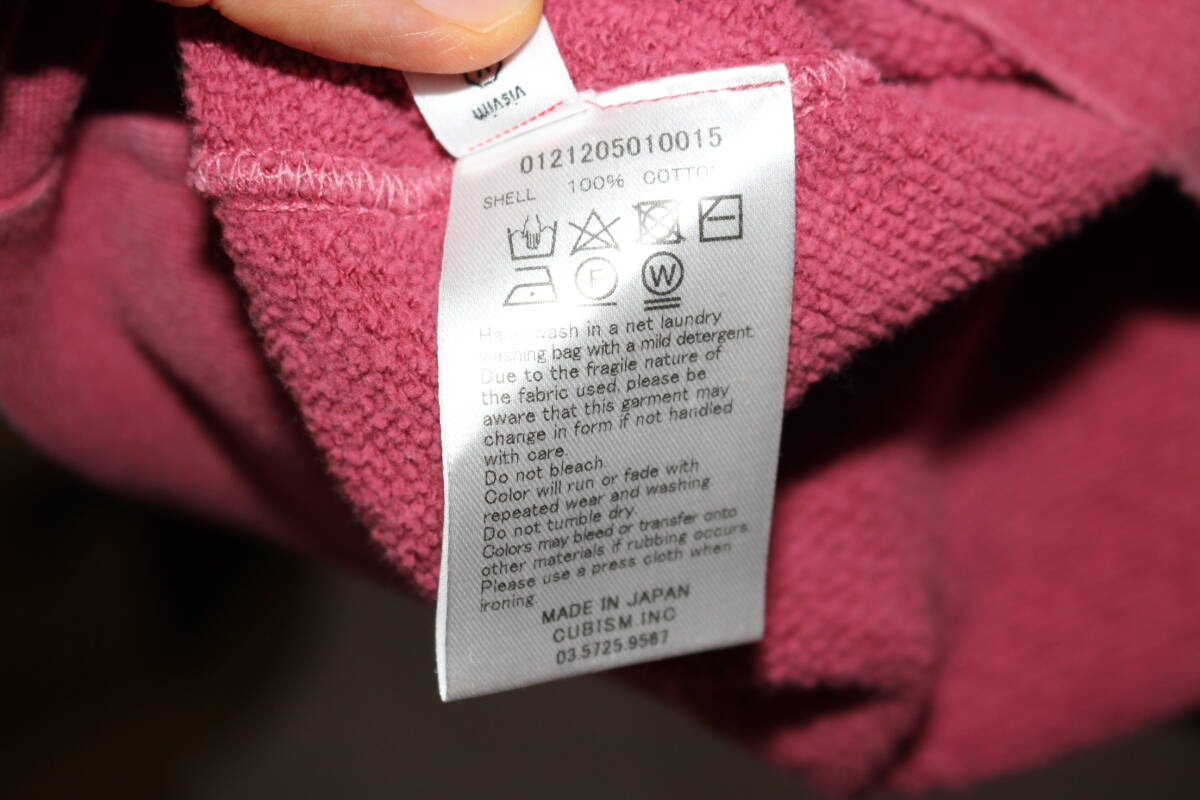 visvim
0121205010015
SHELL 100% COTTO
F W
Hand wash in a net laundry
washing bag with a mild detergent.
Due to the fragile nature of
the fabric used, please be
aware that this garment may
change in form if not handled
with care.
Do not bleach.
Color will run or fade with
repeated wear and washing
Do not tumble dry.
Colors may bleed or transfer onto
other materials if rubbing occurs.
Please use a press cloth when
ironing.
MADE IN JAPAN
CUBISM.INC
03.5725.9567